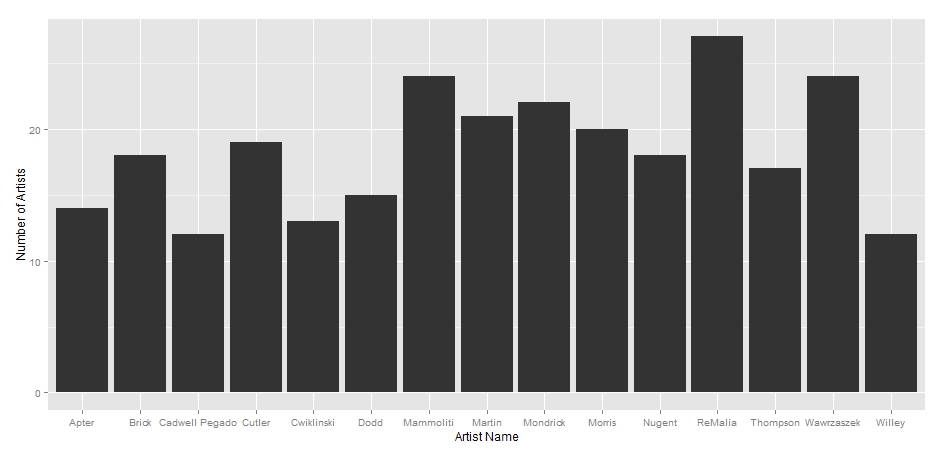 Number of Artists
20
10
0
Apter Brick Cadwell Pegado Cutler Cwiklinski Dodd Mammoliti Martin Mondrick Morris Nugent ReMalia Thompson Wawrzaszek Willey
Artist Name